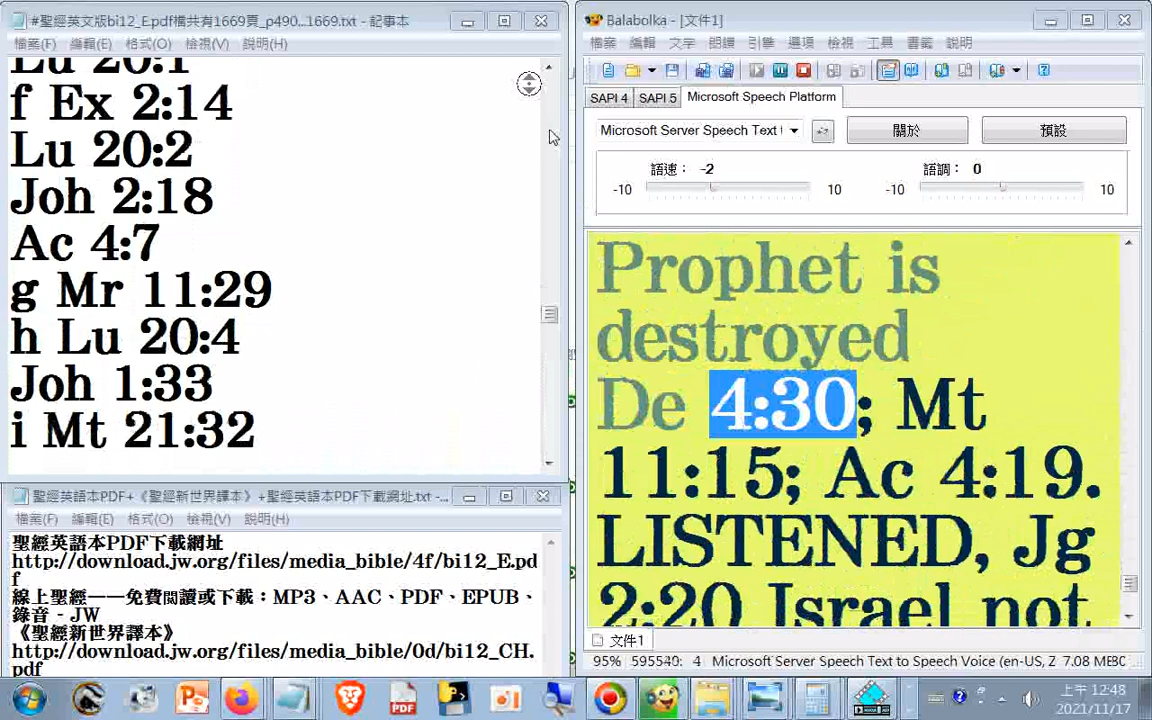 #聖經英文版bi12_E.pdf檔共有1669頁_p490...1669.txt - 記事本
檔案(F) 編輯(E) 格式(O) 檢視(V) 說明(H)
Lu 20:1
f Ex 2:14
Lu 20:2
Joh 2:18
Ac 4:7
g Mr 11:29
h Lu 20:4
Joh 1:33
i Mt 21:32
聖經英語本PDF+《聖經新世界譯本》+聖經英語本PDF下載網址.txt -...
檔案(F) 編輯(E) 格式(O) 檢視(V) 說明(H)
聖經英語本PDF下載網址
http://download.jw.org/files/media_bible/4f/bi12_E.pd
f
線上聖經——免費閱讀或下載：MP3、AAC、PDF、EPUB、
錄音 - JW
《聖經新世界譯本》
http://download.jw.org/files/media_bible/0d/bi12_CH.
pdf
Balabolka - [文件1]
檔案 編輯 文字 朗讀 引擎 選項 檢視 工具 書籤 說明
SAPI 4 SAPI 5 Microsoft Speech Platform
Microsoft Server Speech Text 關於 預設
語速： -2 語調： 0
-10 10 -10 10
Prophet is
destroyed
De 4:30; Mt
11:15; Ac 4:19.
LISTENED, Jg
2:20 Israel not
文件1
95% 595540: 4 Microsoft Server Speech Text to Speech Voice (en-US, Z 7.08 MB
上午 12:48
2021/11/17